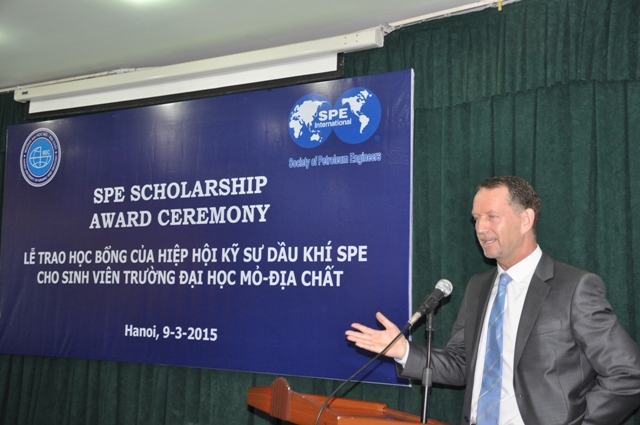 SPE
International
Society of Petroleum Engineers
SPE SCHOLARSHIP
AWARD CEREMONY
LỄ TRAO HỌC BỔNG CỦA HIỆP HỘI KỸ SƯ DẦU KHÍ SPE
CHO SINH VIÊN TRƯỜNG ĐẠI HỌC MỎ-ĐỊA CHẤT
Hanoi, 9-3-2015